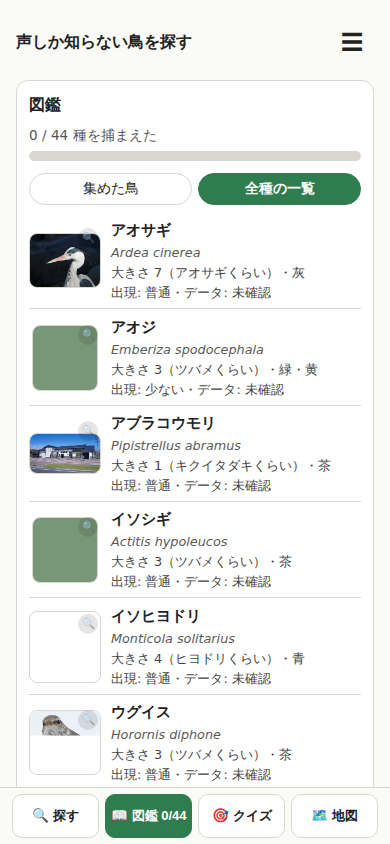 声しか知らない鳥を探す
図鑑
0 / 44 種を捕まえた
集めた鳥
全種の一覧
アオサギ
Ardea cinerea
大きさ 7（アオサギくらい）・灰
出現: 普通・データ: 未確認
アオジ
Emberiza spodocephala
大きさ 3（ツバメくらい）・緑・黄
出現: 少ない・データ: 未確認
アブラコウモリ
Pipistrellus abramus
大きさ 1（キクイタダキくらい）・茶
出現: 普通・データ: 未確認
イソシギ
Actitis hypoleucos
大きさ 3（ツバメくらい）・茶
出現: 普通・データ: 未確認
イソヒヨドリ
Monticola solitarius
大きさ 4（ヒヨドリくらい）・青
出現: 普通・データ: 未確認
ウグイス
Horornis diphone
大きさ 3（ツバメくらい）・茶
出現: 普通・データ: 未確認
探す
図鑑 0/44
クイズ
地図